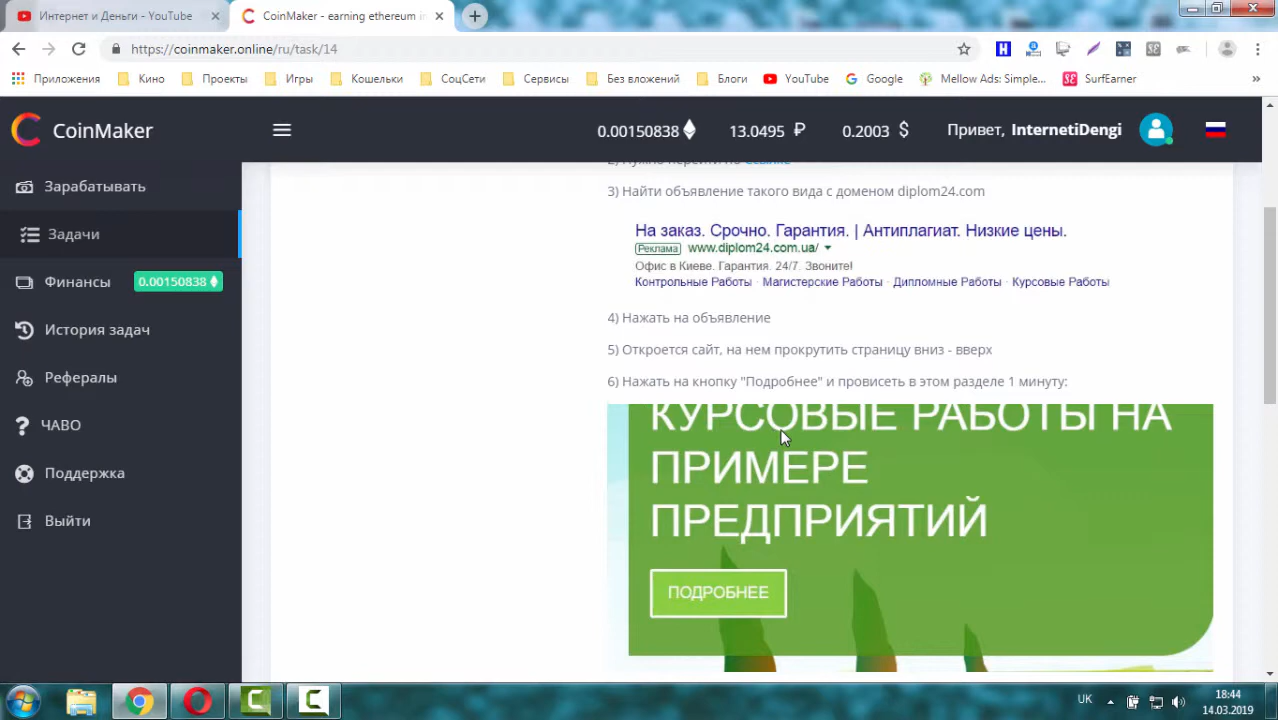 Интернет и Деньги - YouTube
CoinMaker - earning ethereum in
https://coinmaker.online/ru/task/14
Приложения
Кино
Проекты
Игры
Кошельки
СоцСети
Сервисы
Без вложений
Блоги
YouTube
Google
Mellow Ads: Simple...
SurfEarner
CoinMaker
0.00150838
13.0495 ₽
0.2003 $
Привет, InternetiDengi
Зарабатывать
Задачи
Финансы
0.00150838
История задач
Рефералы
ЧАВО
Поддержка
Выйти
3) Найти объявление такого вида с доменом diplom24.com
На заказ. Срочно. Гарантия. | Антиплагиат. Низкие цены.
Реклама www.diplom24.com.ua/
Офис в Киеве. Гарантия. 24/7. Звоните!
Контрольные Работы · Магистерские Работы · Дипломные Работы · Курсовые Работы
4) Нажать на объявление
5) Откроется сайт, на нем прокрутить страницу вниз - вверх
6) Нажать на кнопку "Подробнее" и провисеть в этом разделе 1 минуту:
КУРСОВЫЕ РАБОТЫ НА
ПРИМЕРЕ
ПРЕДПРИЯТИЙ
ПОДРОБНЕЕ
UK
18:44
14.03.2019